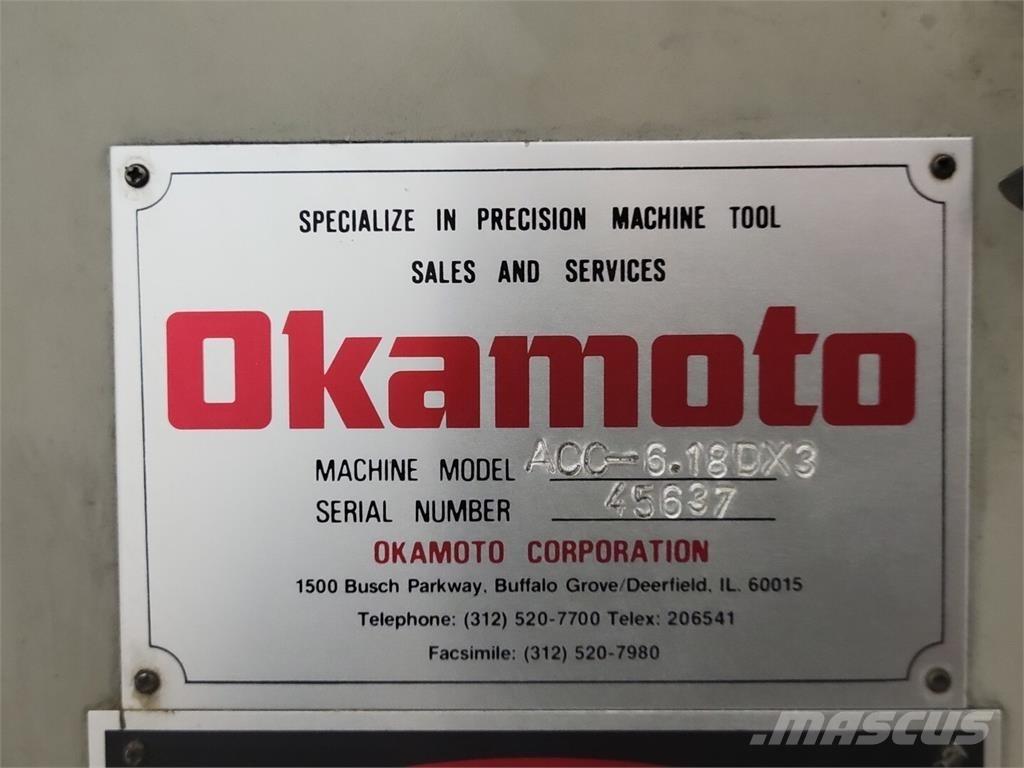 SPECIALIZE IN PRECISION MACHINE TOOL
SALES AND SERVICES
Okamoto
MACHINE MODEL ACC-6.18DX3
SERIAL NUMBER 45637
OKAMOTO CORPORATION
1500 Busch Parkway, Buffalo Grove/Deerfield, IL. 60015
Telephone: (312) 520-7700 Telex: 206541
Facsimile: (312) 520-7980
MASCUS